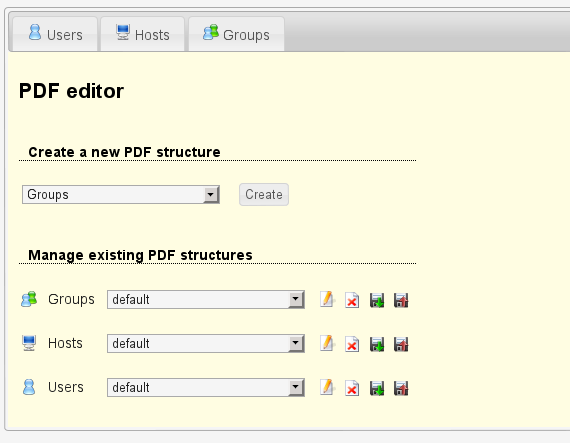 Users Hosts Groups
PDF editor
Create a new PDF structure
Groups Create
Manage existing PDF structures
Groups default
Hosts default
Users default